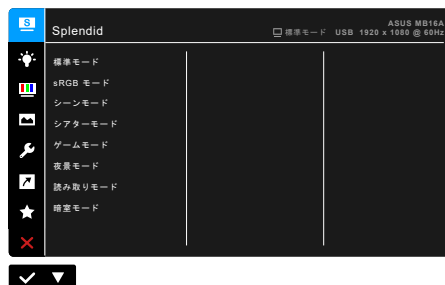 S
Splendid
標準モード
USB 1920 x 1080 @ 60Hz
ASUS MB16A
標準モード
sRGB モード
シーンモード
シアターモード
ゲームモード
夜景モード
読み取りモード
暗室モード